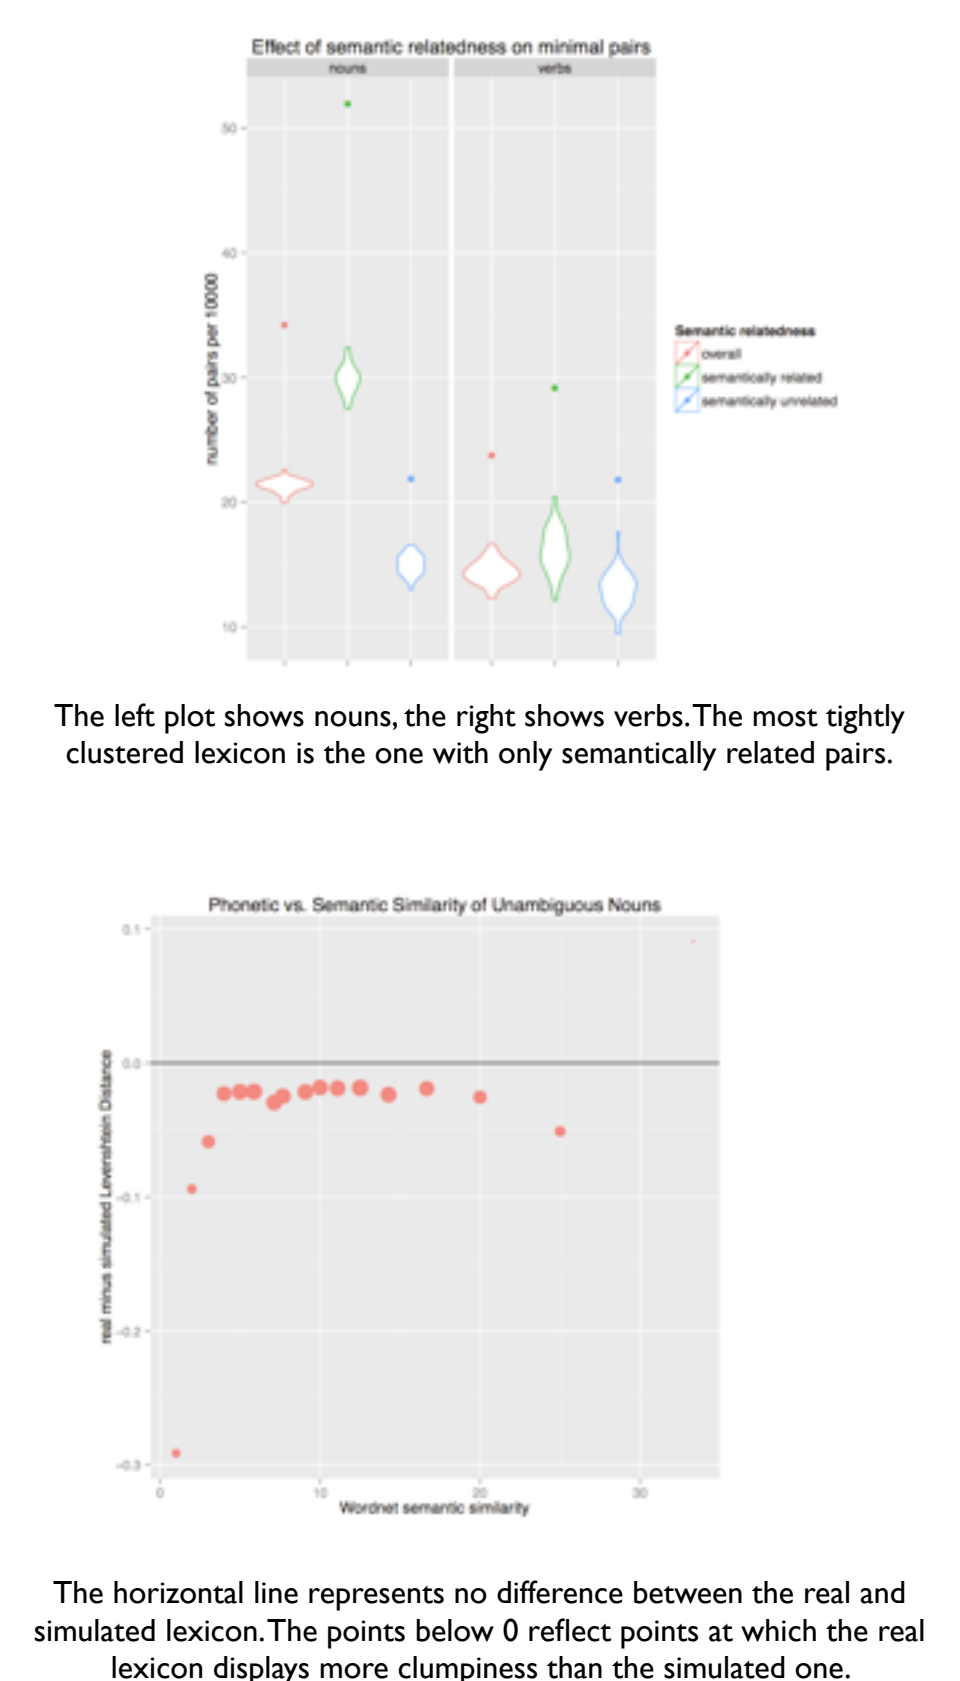 Effect of semantic relatedness on minimal pairs
nouns
verbs
50
40
30
20
10
number of pairs per 10000
Semantic relatedness
overall
semantically related
semantically unrelated
The left plot shows nouns, the right shows verbs. The most tightly
clustered lexicon is the one with only semantically related pairs.
Phonetic vs. Semantic Similarity of Unambiguous Nouns
0.1
0.0
-0.1
-0.2
-0.3
real minus simulated Levenshtein Distance
0
10
20
30
Wordnet semantic similarity
The horizontal line represents no difference between the real and
simulated lexicon. The points below 0 reflect points at which the real
lexicon displays more clumpiness than the simulated one.